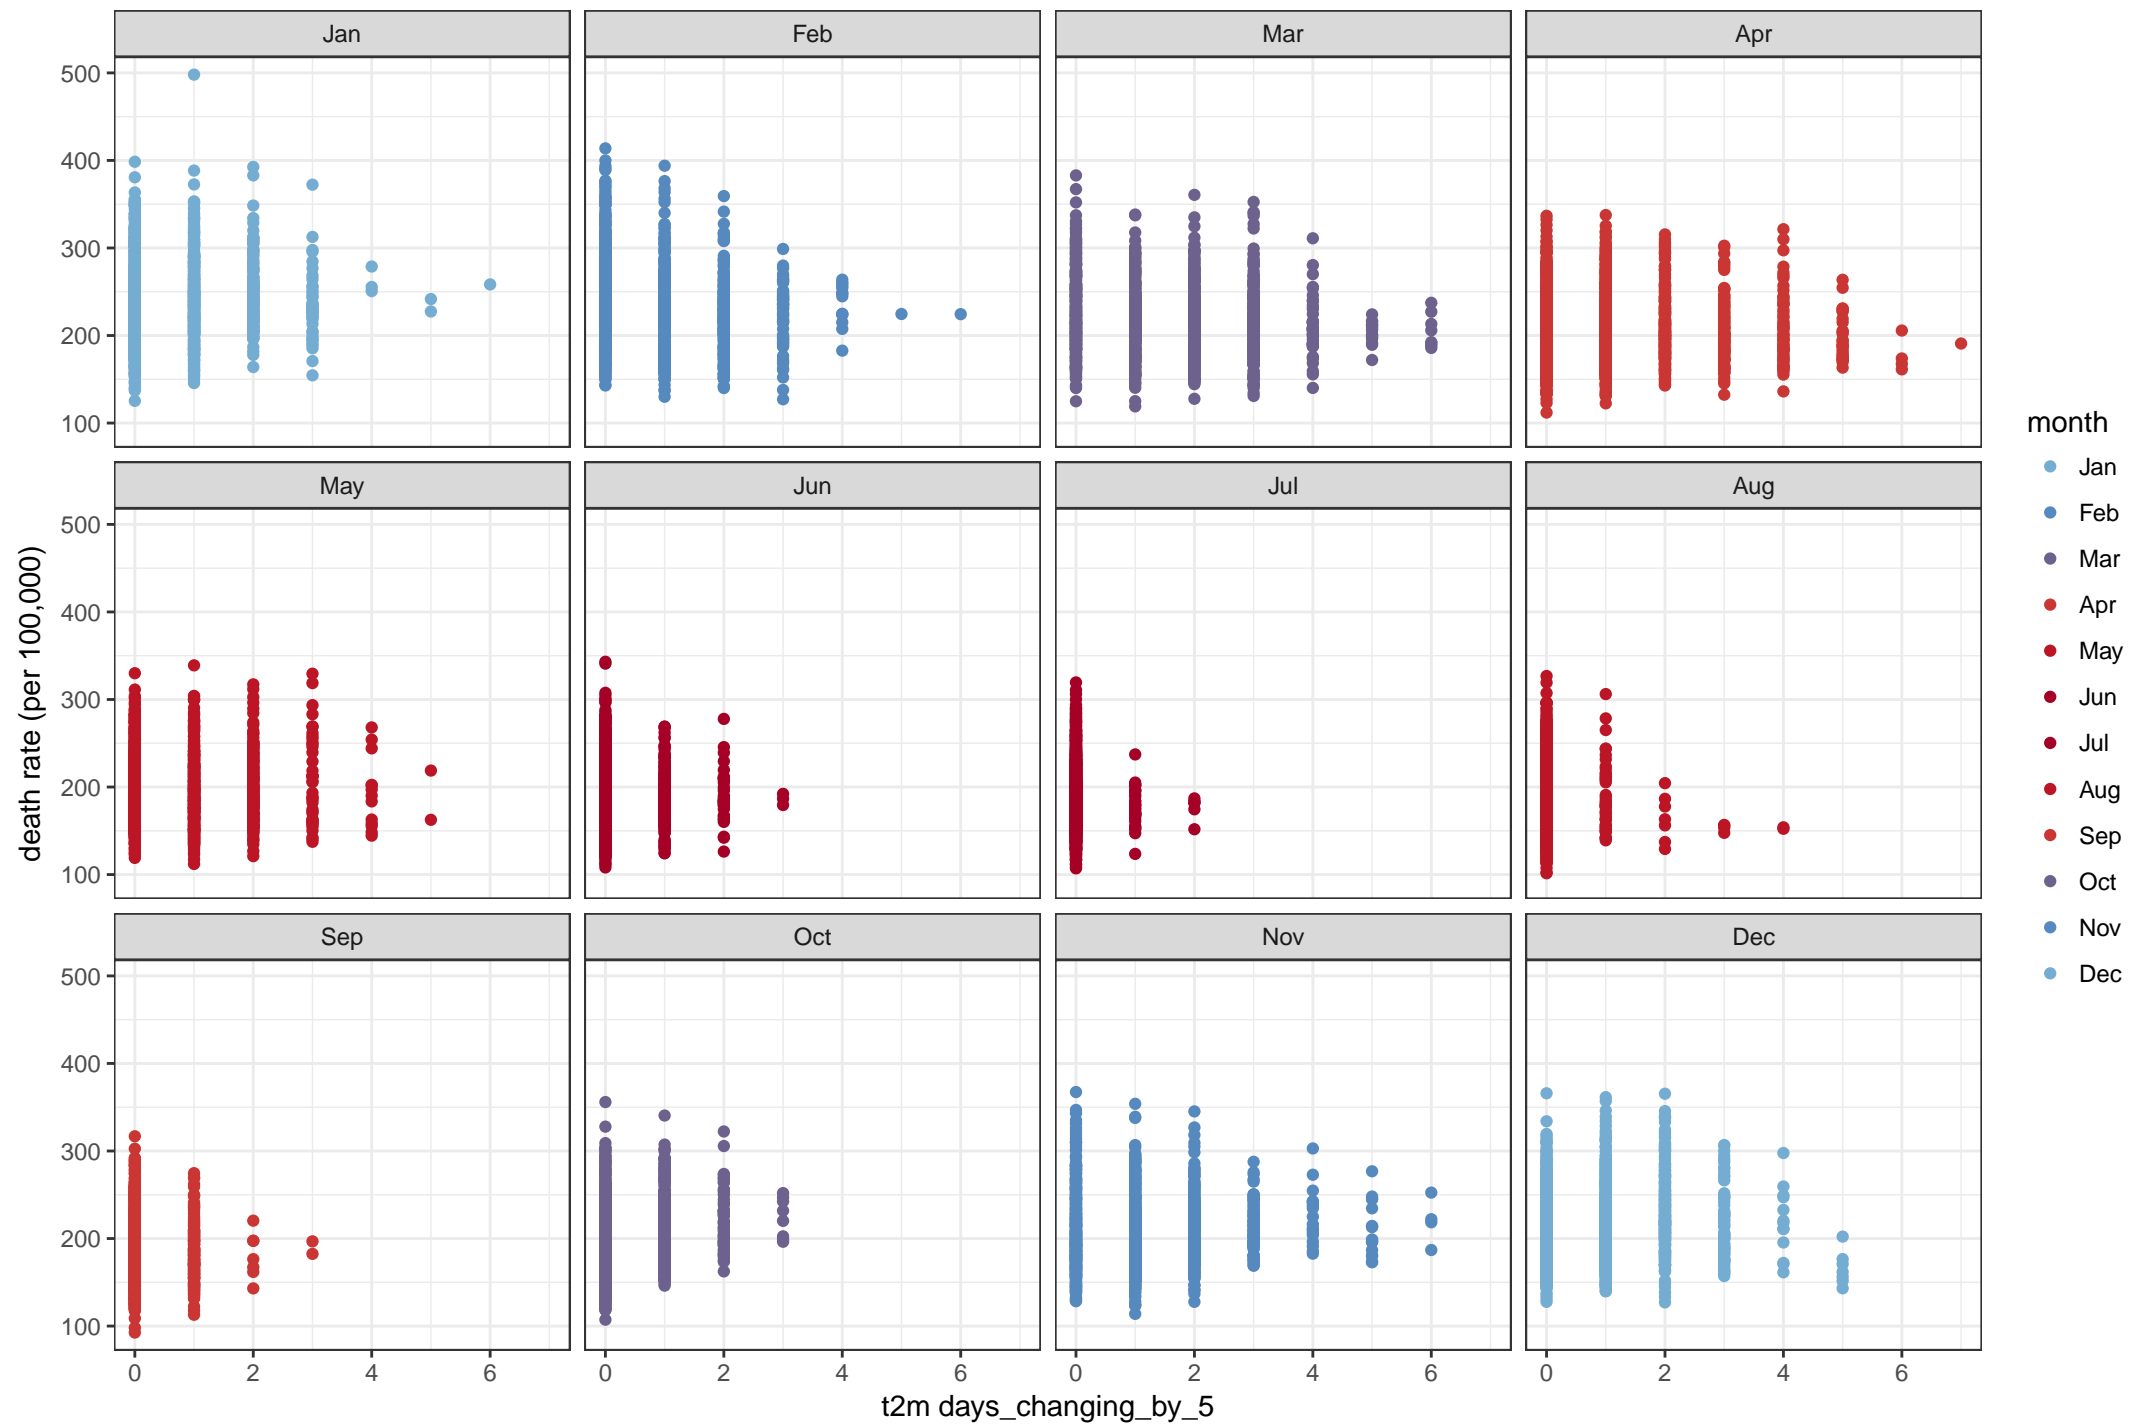 Jan Feb Mar Apr
500
400
300
200
100
May Jun Jul Aug
500
400
300
200
100
Sep Oct Nov Dec
500
400
300
200
100
0 2 4 6 0 2 4 6 0 2 4 6 0 2 4 6
t2m days_changing_by_5
death rate (per 100,000)
month
Jan
Feb
Mar
Apr
May
Jun
Jul
Aug
Sep
Oct
Nov
Dec